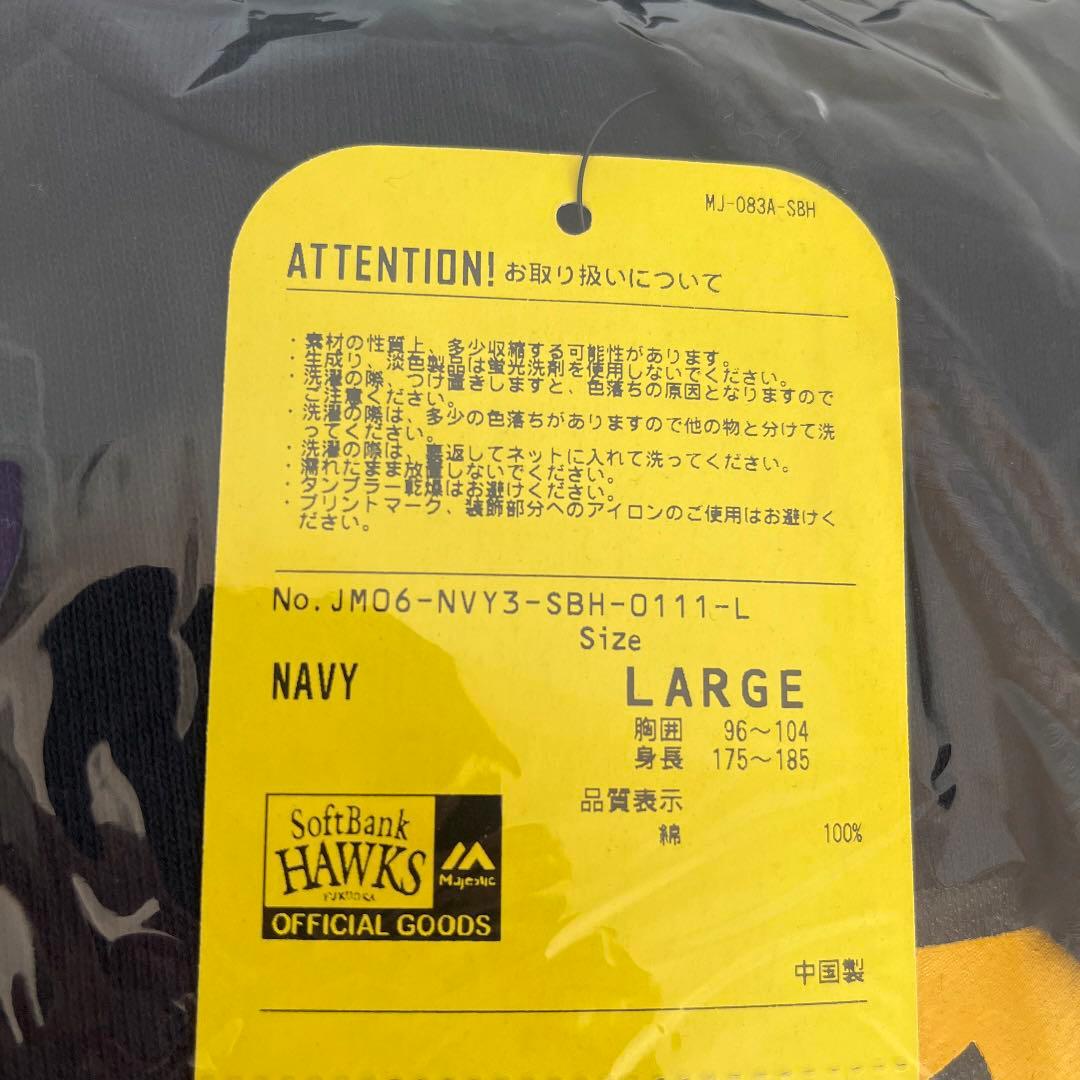 MJ-083A-SBH
ATTENTION! お取り扱いについて
・素材の性質上、多少収縮する可能性があります。
・生成り、淡色製品は蛍光洗剤を使用しないでください。
・洗濯の際、つけ置きしますと、色落ちの原因となりますので
ご注意ください。
・洗濯の際は、多少の色落ちがありますので他の物と分けて洗
ってください。
・洗濯の際は、裏返してネットに入れて洗ってください。
・濡れたまま放置しないでください。
・タンブラー乾燥はお避けください。
・プリントマーク、装飾部分へのアイロンのご使用はお避けく
ださい。
No. JM06-NVY3-SBH-0111-L
Size
NAVY LARGE
胸囲 96～104
身長 175～185
品質表示
綿 100%
SoftBank
HAWKS
FUKUOKA
Majestic
OFFICIAL GOODS
中国製